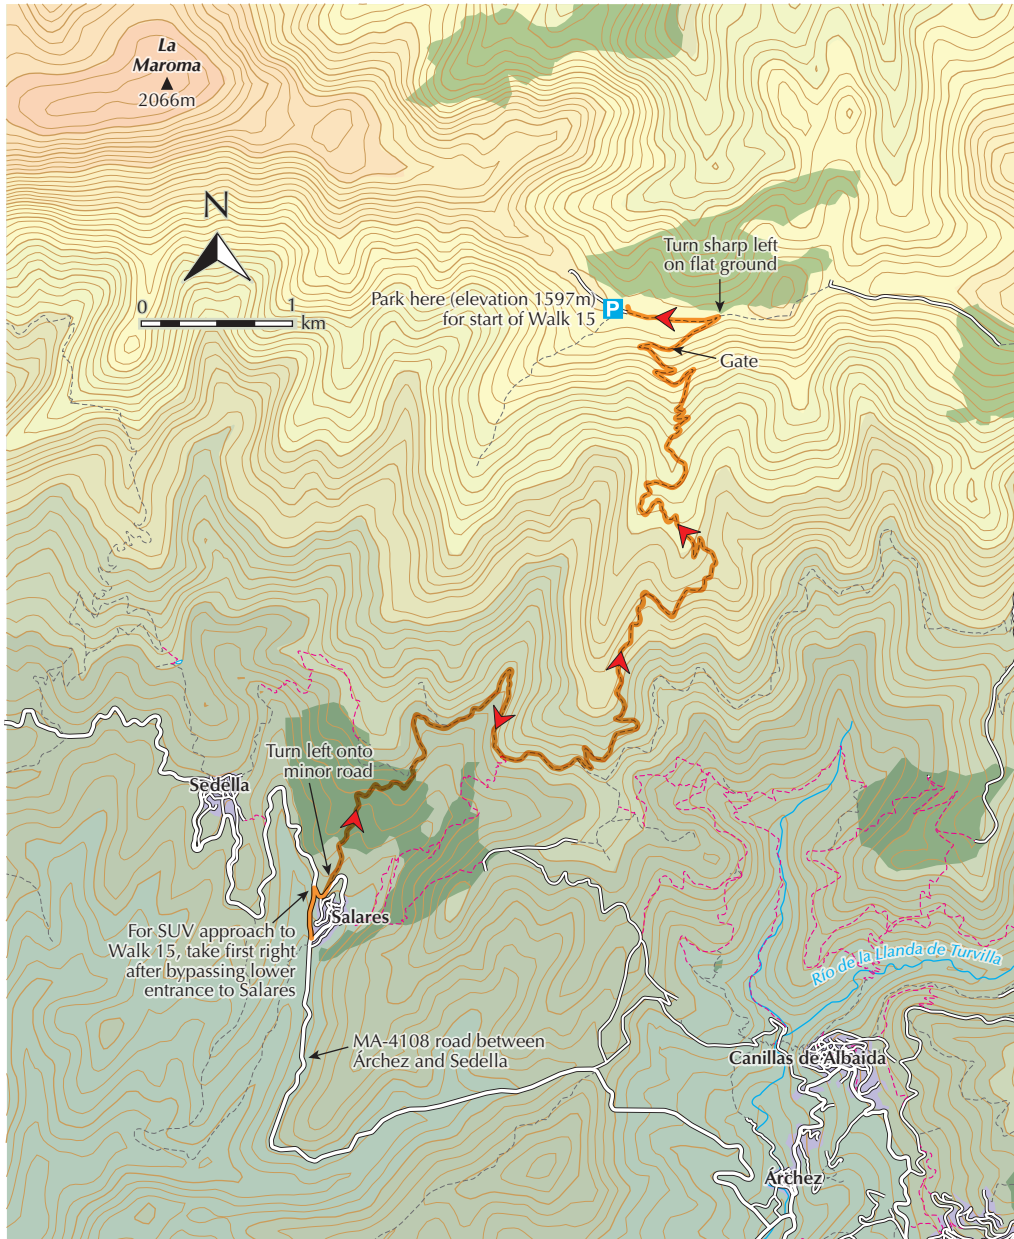 La
Maroma
2066m
N
0 1
km
Turn sharp left
on flat ground
Park here (elevation 1597m)
for start of Walk 15
P
Gate
Turn left onto
minor road
Sedella
Salares
For SUV approach to
Walk 15, take first right
after bypassing lower
entrance to Salares
Río de la Llanda de Turvilla
MA-4108 road between
Árchez and Sedella
Canillas de Albaida
Árchez